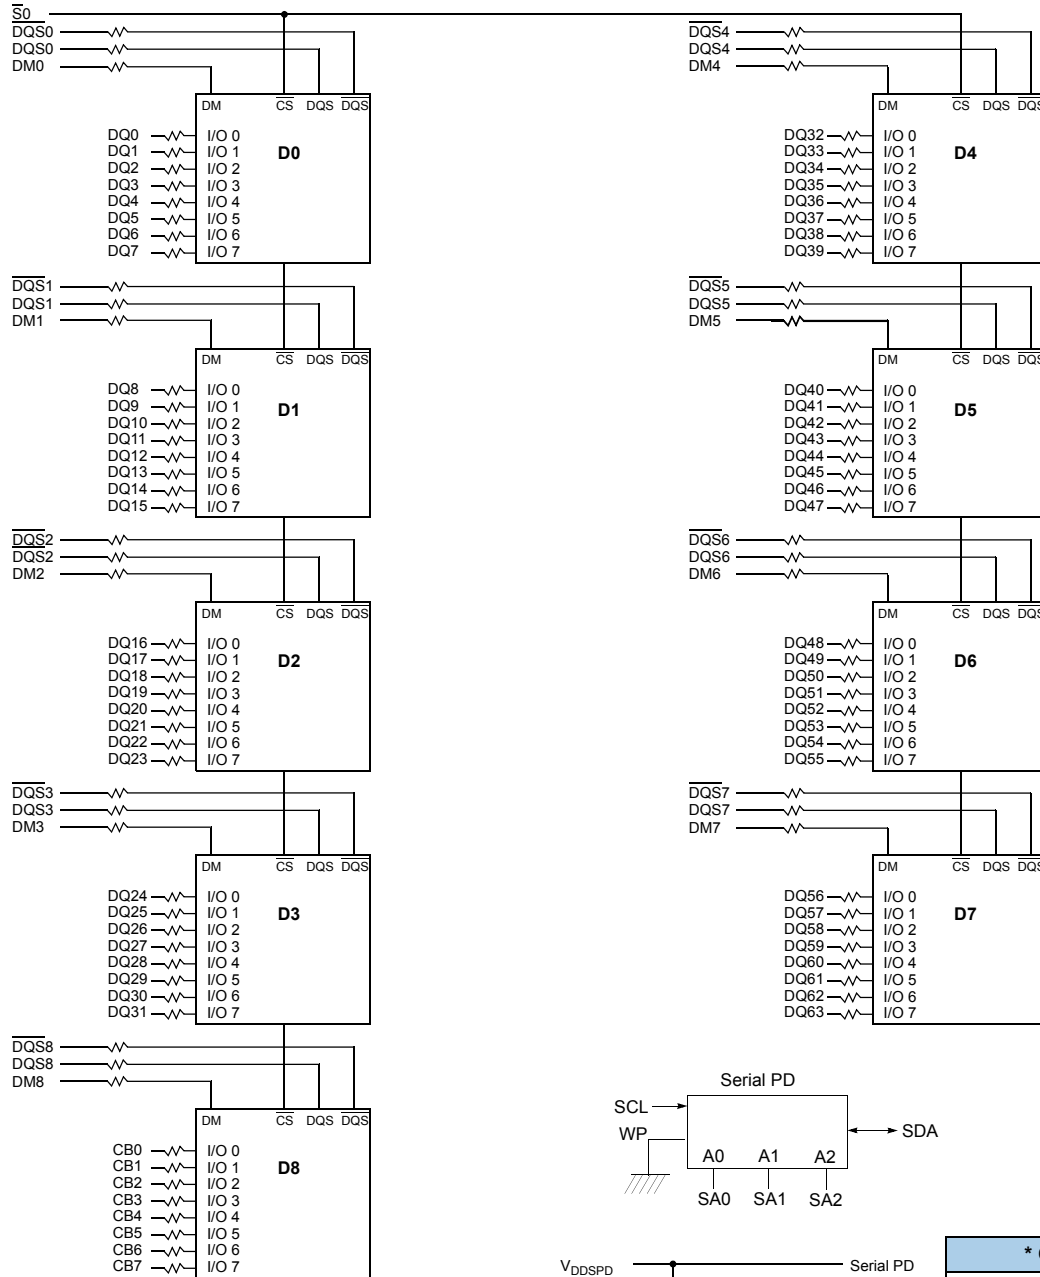 S0
DQS0
DQS0
DM0
DM CS DQS DQS
DQ0 I/O 0
DQ1 I/O 1
D0
DQ2 I/O 2
DQ3 I/O 3
DQ4 I/O 4
DQ5 I/O 5
DQ6 I/O 6
DQ7 I/O 7
DQS1
DQS1
DM1
DM CS DQS DQS
DQ8 I/O 0
DQ9 I/O 1
D1
DQ10 I/O 2
DQ11 I/O 3
DQ12 I/O 4
DQ13 I/O 5
DQ14 I/O 6
DQ15 I/O 7
DQS2
DQS2
DM2
DM CS DQS DQS
DQ16 I/O 0
DQ17 I/O 1
D2
DQ18 I/O 2
DQ19 I/O 3
DQ20 I/O 4
DQ21 I/O 5
DQ22 I/O 6
DQ23 I/O 7
DQS3
DQS3
DM3
DM CS DQS DQS
DQ24 I/O 0
DQ25 I/O 1
D3
DQ26 I/O 2
DQ27 I/O 3
DQ28 I/O 4
DQ29 I/O 5
DQ30 I/O 6
DQ31 I/O 7
DQS8
DQS8
DM8
DM CS DQS DQS
CB0 I/O 0
CB1 I/O 1
D8
CB2 I/O 2
CB3 I/O 3
CB4 I/O 4
CB5 I/O 5
CB6 I/O 6
CB7 I/O 7
DQS4
DQS4
DM4
DM CS DQS DQS
DQ32 I/O 0
DQ33 I/O 1
D4
DQ34 I/O 2
DQ35 I/O 3
DQ36 I/O 4
DQ37 I/O 5
DQ38 I/O 6
DQ39 I/O 7
DQS5
DQS5
DM5
DM CS DQS DQS
DQ40 I/O 0
DQ41 I/O 1
D5
DQ42 I/O 2
DQ43 I/O 3
DQ44 I/O 4
DQ45 I/O 5
DQ46 I/O 6
DQ47 I/O 7
DQS6
DQS6
DM6
DM CS DQS DQS
DQ48 I/O 0
DQ49 I/O 1
D6
DQ50 I/O 2
DQ51 I/O 3
DQ52 I/O 4
DQ53 I/O 5
DQ54 I/O 6
DQ55 I/O 7
DQS7
DQS7
DM7
DM CS DQS DQS
DQ56 I/O 0
DQ57 I/O 1
D7
DQ58 I/O 2
DQ59 I/O 3
DQ60 I/O 4
DQ61 I/O 5
DQ62 I/O 6
DQ63 I/O 7
Serial PD
SCL
WP
SDA
A0 A1 A2
SA0 SA1 SA2
VDDSPD Serial PD
*